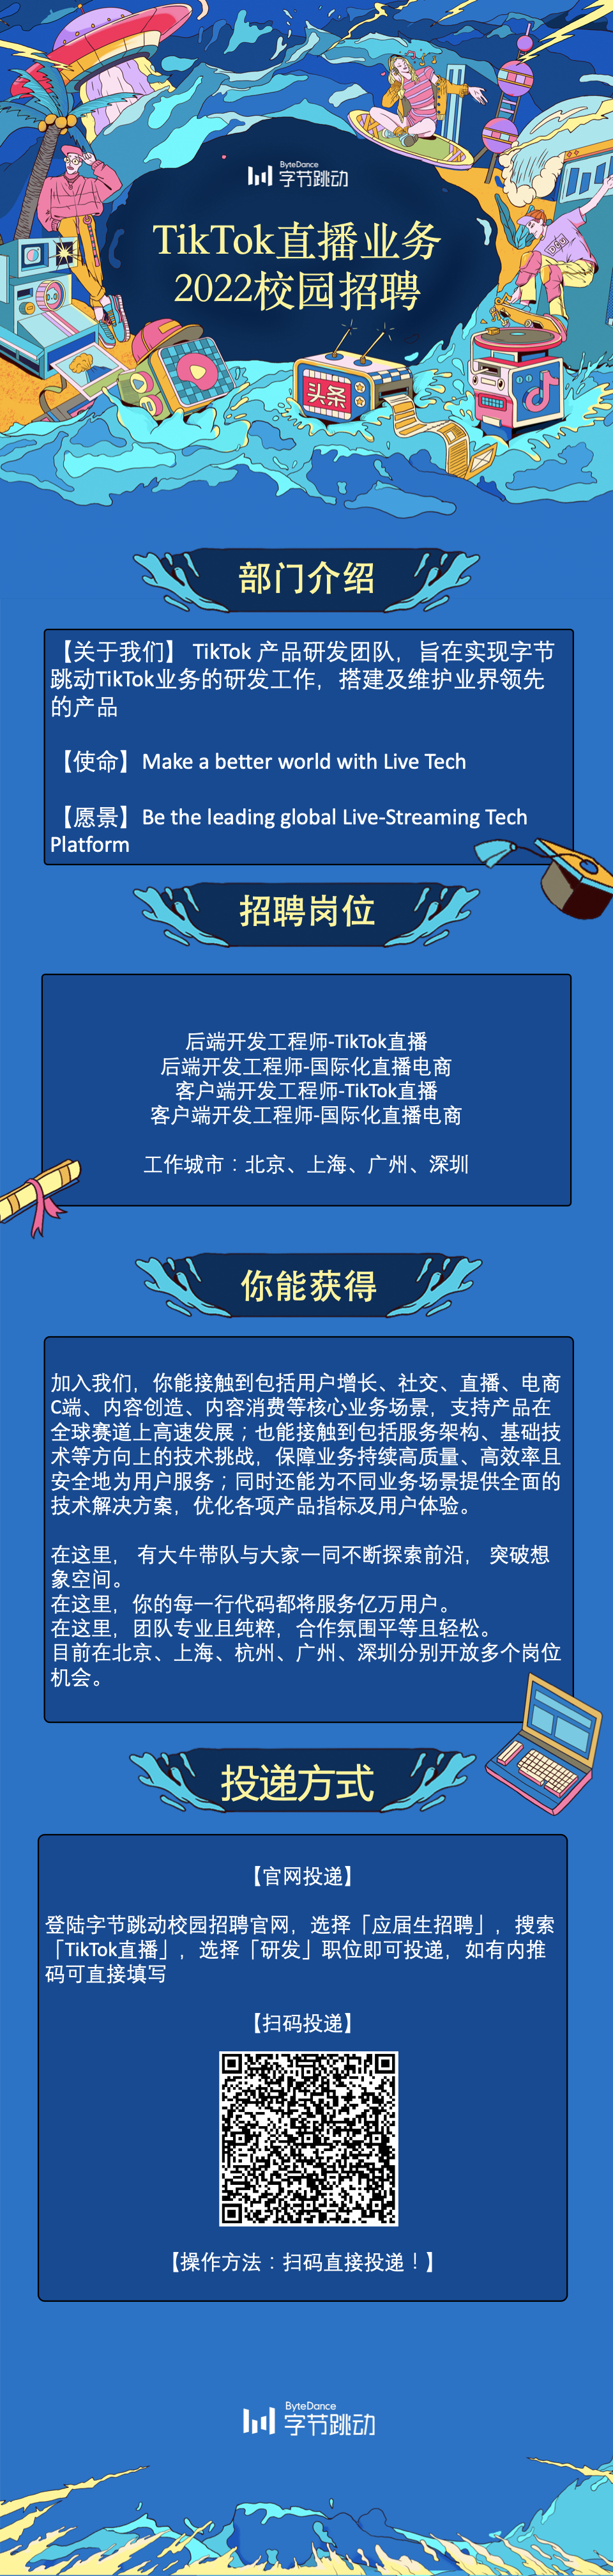 ByteDance
字节跳动
TikTok直播业务
2022校园招聘
头条
部门介绍
【关于我们】 TikTok 产品研发团队，旨在实现字节
跳动TikTok业务的研发工作，搭建及维护业界领先
的产品
【使命】Make a better world with Live Tech
【愿景】Be the leading global Live-Streaming Tech
Platform
招聘岗位
后端开发工程师-TikTok直播
后端开发工程师-国际化直播电商
客户端开发工程师-TikTok直播
客户端开发工程师-国际化直播电商
工作城市：北京、上海、广州、深圳
你能获得
加入我们，你能接触到包括用户增长、社交、直播、电商
C端、内容创造、内容消费等核心业务场景，支持产品在
全球赛道上高速发展；也能接触到包括服务架构、基础技
术等方向上的技术挑战，保障业务持续高质量、高效率且
安全地为用户服务；同时还能为不同业务场景提供全面的
技术解决方案，优化各项产品指标及用户体验。
在这里， 有大牛带队与大家一同不断探索前沿， 突破想
象空间。
在这里，你的每一行代码都将服务亿万用户。
在这里，团队专业且纯粹，合作氛围平等且轻松。
目前在北京、上海、杭州、广州、深圳分别开放多个岗位
机会。
投递方式
【官网投递】
登陆字节跳动校园招聘官网，选择「应届生招聘」，搜索
「TikTok直播」，选择「研发」职位即可投递，如有内推
码可直接填写
【扫码投递】
【操作方法：扫码直接投递！】
ByteDance
字节跳动